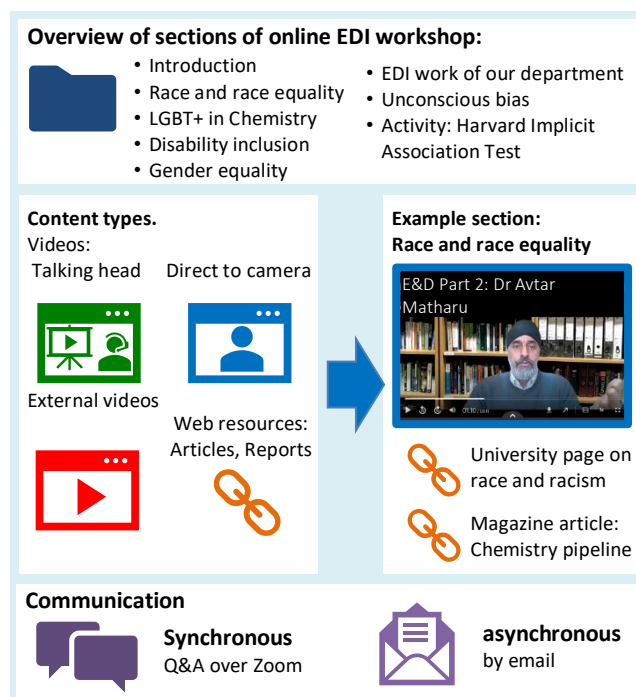 Overview of sections of online EDI workshop:
• Introduction
• Race and race equality
• LGBT+ in Chemistry
• Disability inclusion
• Gender equality
• EDI work of our department
• Unconscious bias
• Activity: Harvard Implicit
Association Test
Content types.
Videos:
Talking head
Direct to camera
External videos
Web resources:
Articles, Reports
Example section:
Race and race equality
E&D Part 2: Dr Avtar
Matharu
University page on
race and racism
Magazine article:
Chemistry pipeline
Communication
Synchronous
Q&A over Zoom
asynchronous
by email